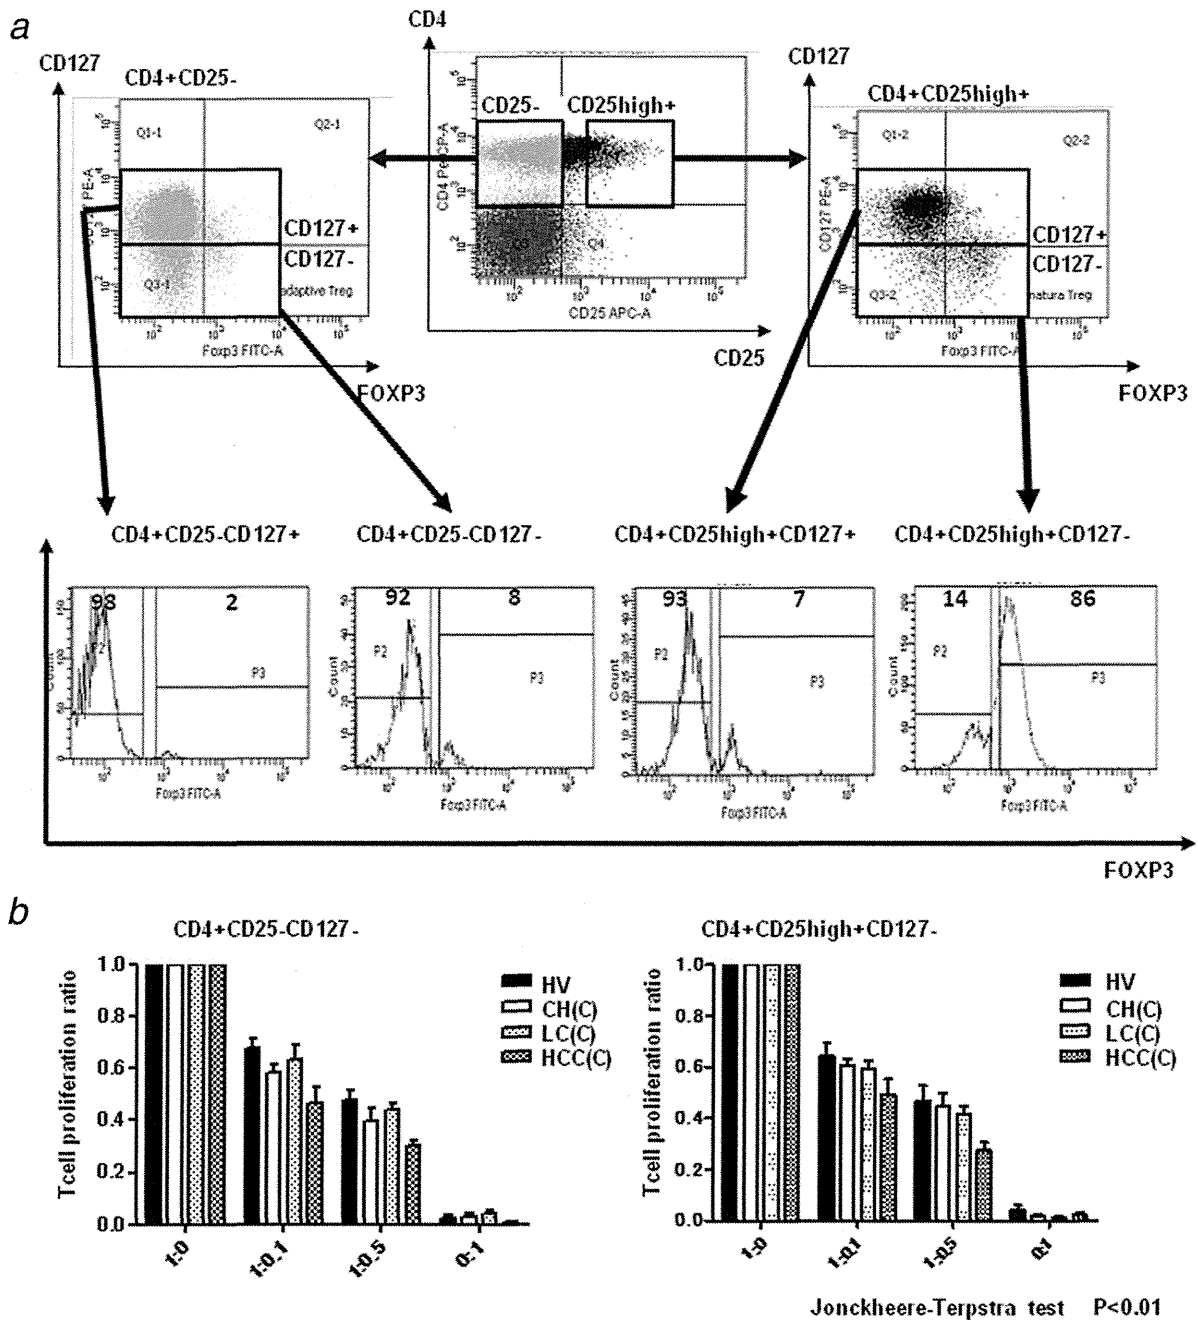 a
CD4
CD127
CD4+CD25-
CD127
CD4+CD25high+
CD25-
CD25high+
Q1-1
Q2-1
Q3-1
CD127+
CD127-
adaptive Treg
10² 10³ 10⁴ 10⁵
Foxp3 FITC-A
FOXP3
CD4 PerCP-A
Q4
10² 10³ 10⁴ 10⁵
CD25 APC-A
CD25
CD127 PE-A
Q1-2
Q2-2
Q3-2
CD127+
CD127-
natura Treg
Foxp3 FITC-A
FOXP3
CD4+CD25-CD127+
CD4+CD25-CD127-
CD4+CD25high+CD127+
CD4+CD25high+CD127-
98
2
P2
P3
Count
Foxp3 FITC-A
92
8
P2
P3
Count
Foxp3 FITC-A
93
7
P2
P3
Count
Foxp3 FITC-A
14
86
P2
P3
Count
Foxp3 FITC-A
FOXP3
b
CD4+CD25-CD127-
Tcell proliferation ratio
1.0
0.8
0.6
0.4
0.2
0.0
1:0
1:0.1
1:0.5
0:1
HV
CH(C)
LC(C)
HCC(C)
CD4+CD25high+CD127-
Tcell proliferation ratio
1.0
0.8
0.6
0.4
0.2
0.0
1:0
1:0.1
1:0.5
0:1
HV
CH(C)
LC(C)
HCC(C)
Jonckheere-Terpstra test P<0.01